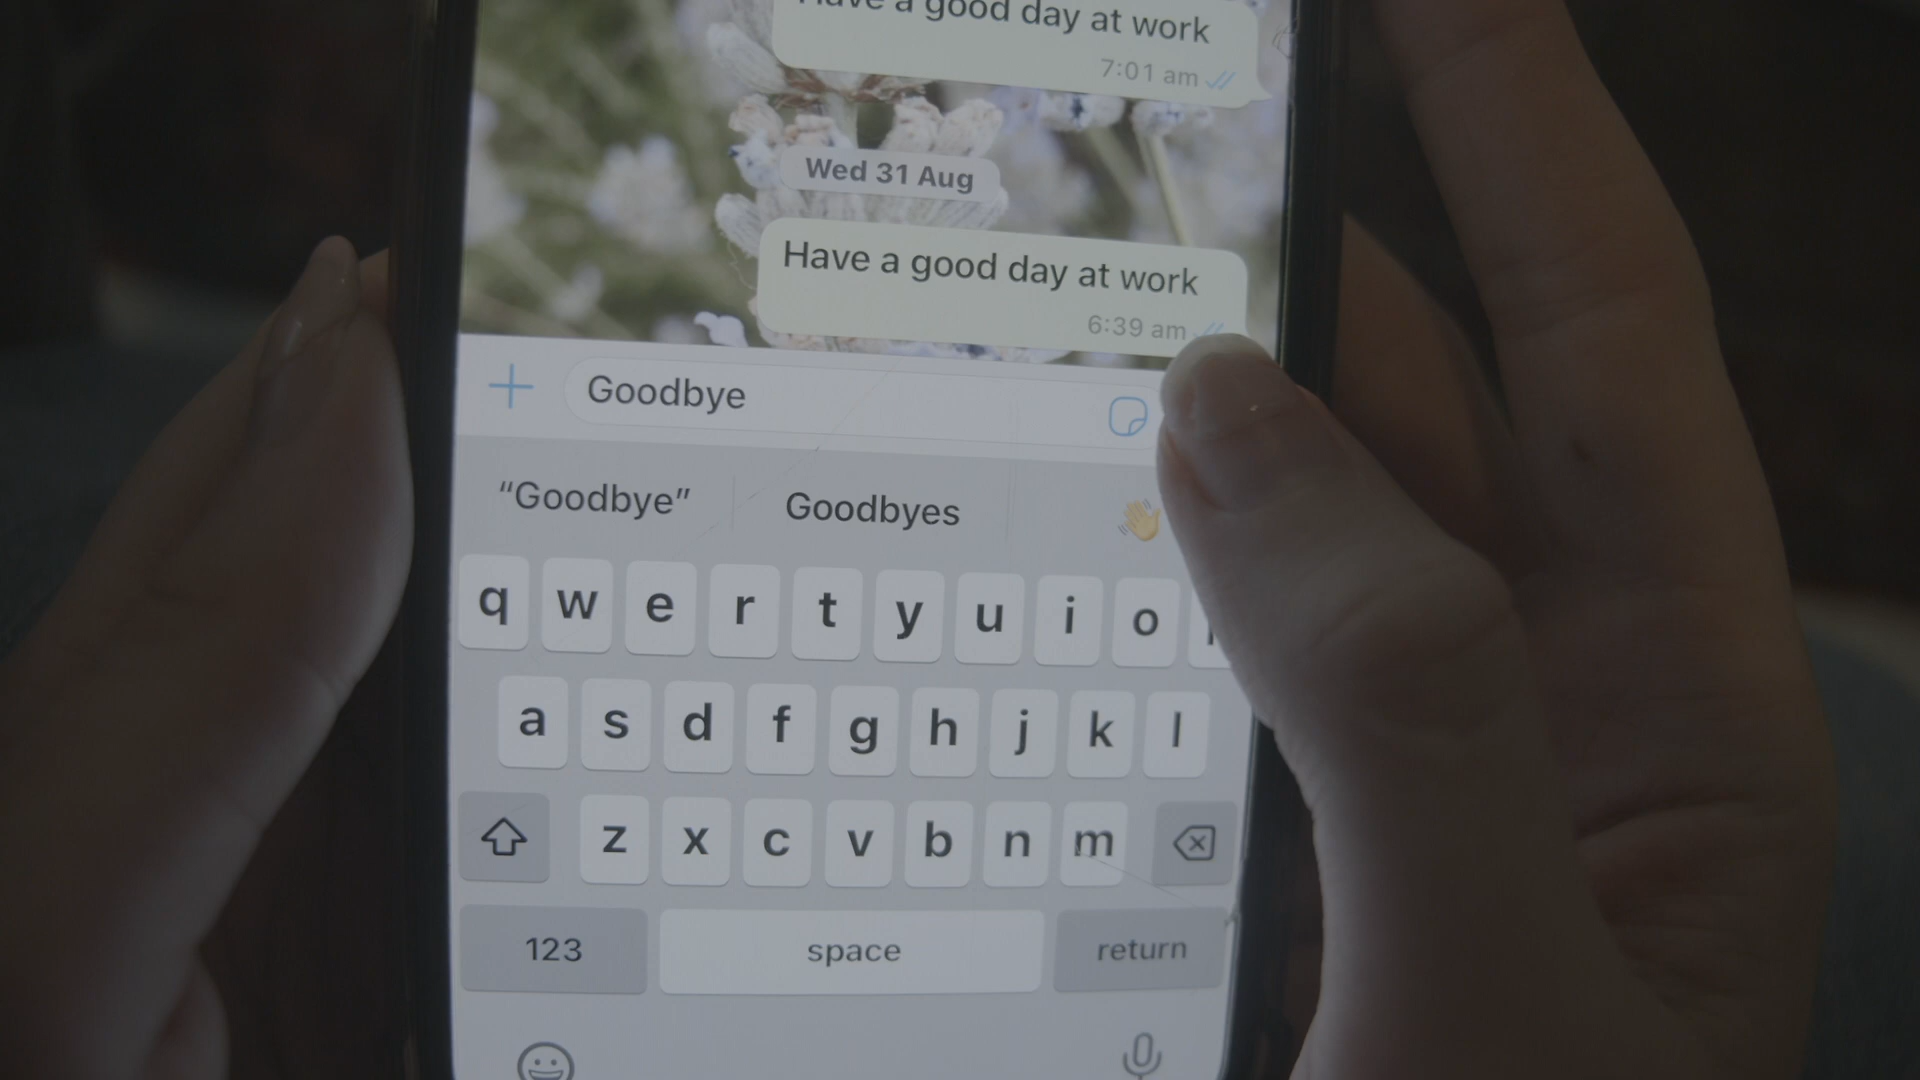 Have a good day at work
7:01 am
Wed 31 Aug
Have a good day at work
6:39 am
Goodbye
“Goodbye” Goodbyes 👋
q w e r t y u i o
a s d f g h j k l
z x c v b n m
123 space return